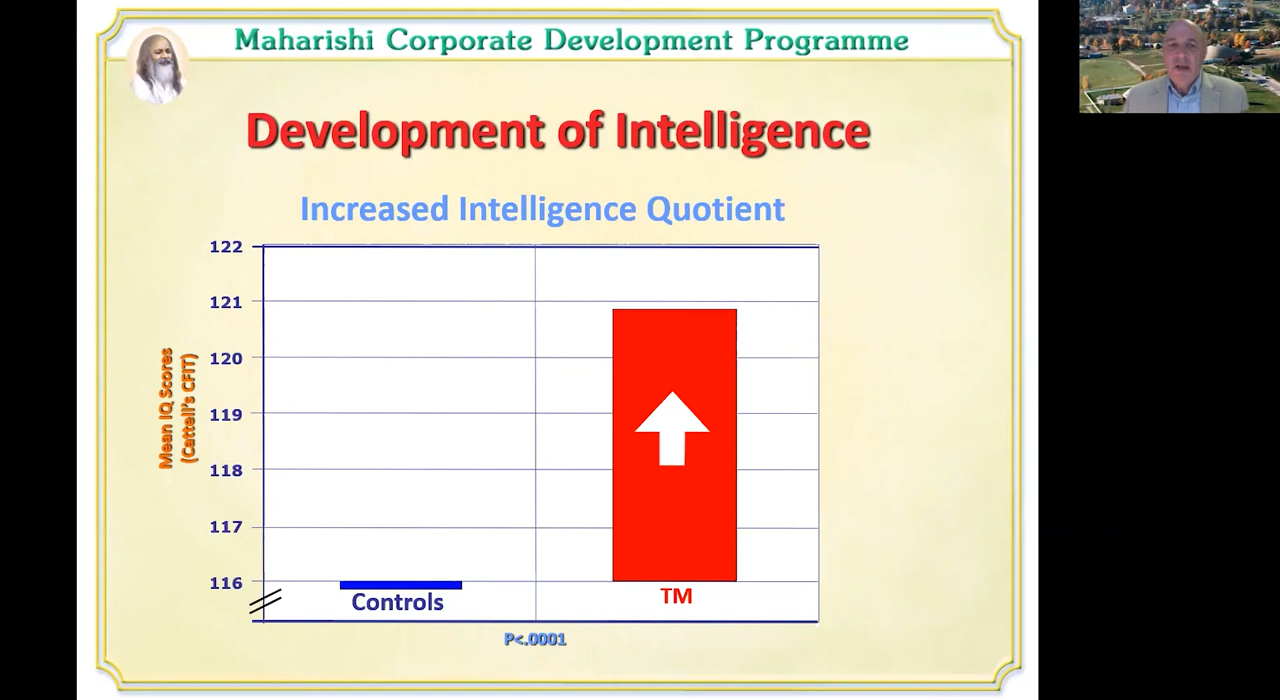 Maharishi Corporate Development Programme
Development of Intelligence
Increased Intelligence Quotient
122
121
120
119
118
117
116
Mean IQ Scores
(Cattell's CFIT)
Controls
TM
P<.0001